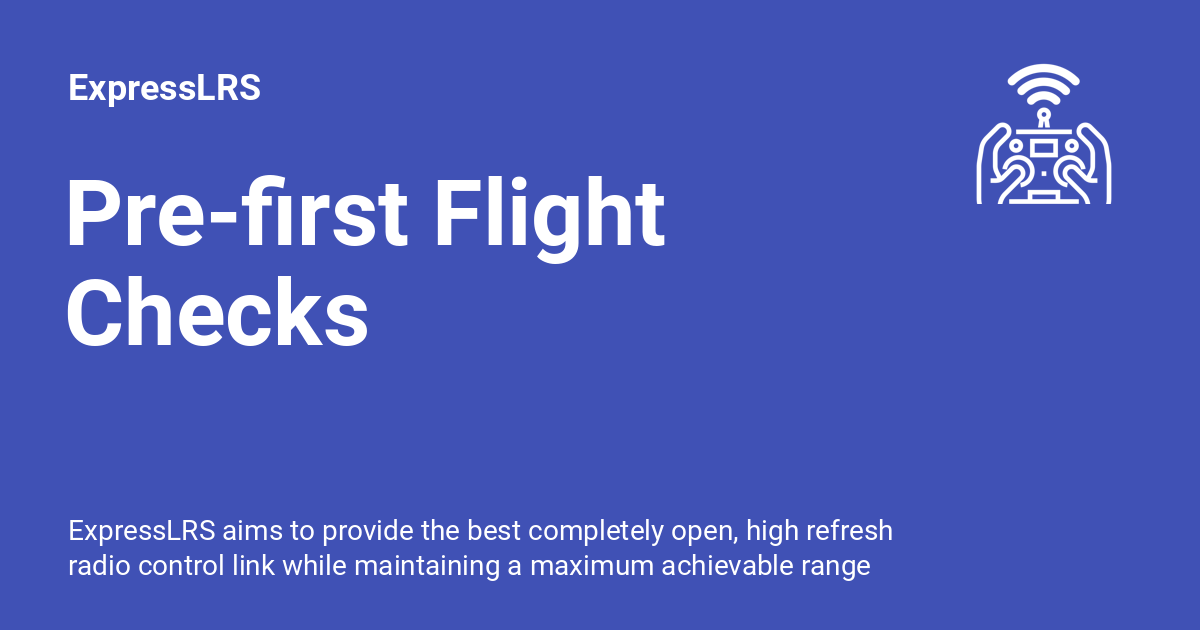 ExpressLRS
Pre-first Flight
Checks
ExpressLRS aims to provide the best completely open, high refresh
radio control link while maintaining a maximum achievable range